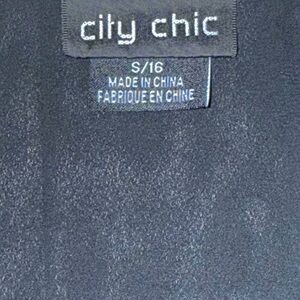 city chic
S/16
MADE IN CHINA
FABRIQUE EN CHINE